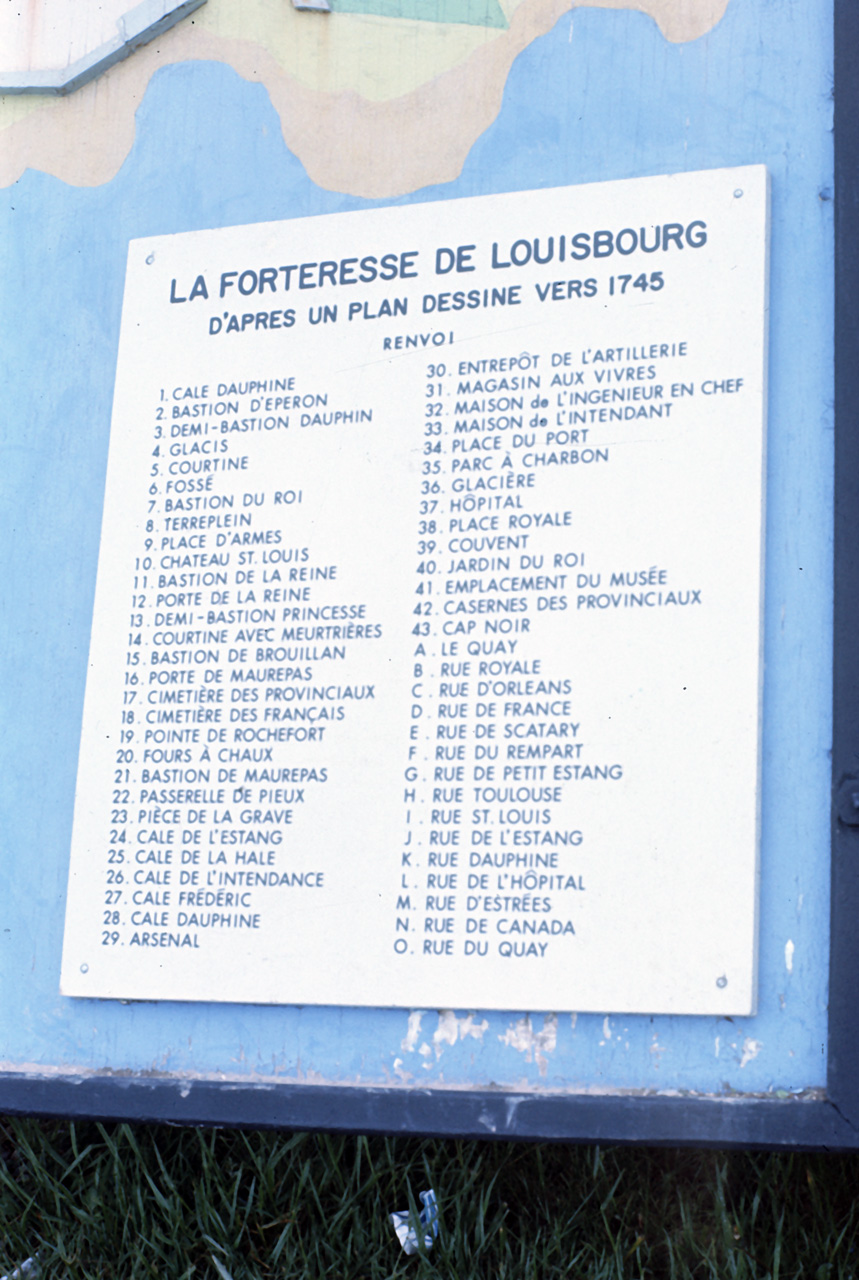 LA FORTERESSE DE LOUISBOURG
D'APRES UN PLAN DESSINE VERS 1745
RENVOI
1. CALE DAUPHINE
2. BASTION D'EPERON
3. DEMI-BASTION DAUPHIN
4. GLACIS
5. COURTINE
6. FOSSÉ
7. BASTION DU ROI
8. TERREPLEIN
9. PLACE D'ARMES
10. CHATEAU ST. LOUIS
11. BASTION DE LA REINE
12. PORTE DE LA REINE
13. DEMI-BASTION PRINCESSE
14. COURTINE AVEC MEURTRIÈRES
15. BASTION DE BROUILLAN
16. PORTE DE MAUREPAS
17. CIMETIÈRE DES PROVINCIAUX
18. CIMETIÈRE DES FRANÇAIS
19. POINTE DE ROCHEFORT
20. FOURS À CHAUX
21. BASTION DE MAUREPAS
22. PASSERELLE DE PIEUX
23. PIÈCE DE LA GRAVE
24. CALE DE L'ESTANG
25. CALE DE LA HALE
26. CALE DE L'INTENDANCE
27. CALE FRÉDÉRIC
28. CALE DAUPHINE
29. ARSENAL
30. ENTREPÔT DE L'ARTILLERIE
31. MAGASIN AUX VIVRES
32. MAISON de L'INGENIEUR EN CHEF
33. MAISON de L'INTENDANT
34. PLACE DU PORT
35. PARC À CHARBON
36. GLACIÈRE
37. HÔPITAL
38. PLACE ROYALE
39. COUVENT
40. JARDIN DU ROI
41. EMPLACEMENT DU MUSÉE
42. CASERNES DES PROVINCIAUX
43. CAP NOIR
A. LE QUAY
B. RUE ROYALE
C. RUE D'ORLEANS
D. RUE DE FRANCE
E. RUE DE SCATARY
F. RUE DU REMPART
G. RUE DE PETIT ESTANG
H. RUE TOULOUSE
I. RUE ST. LOUIS
J. RUE DE L'ESTANG
K. RUE DAUPHINE
L. RUE DE L'HÔPITAL
M. RUE D'ESTRÉES
N. RUE DE CANADA
O. RUE DU QUAY